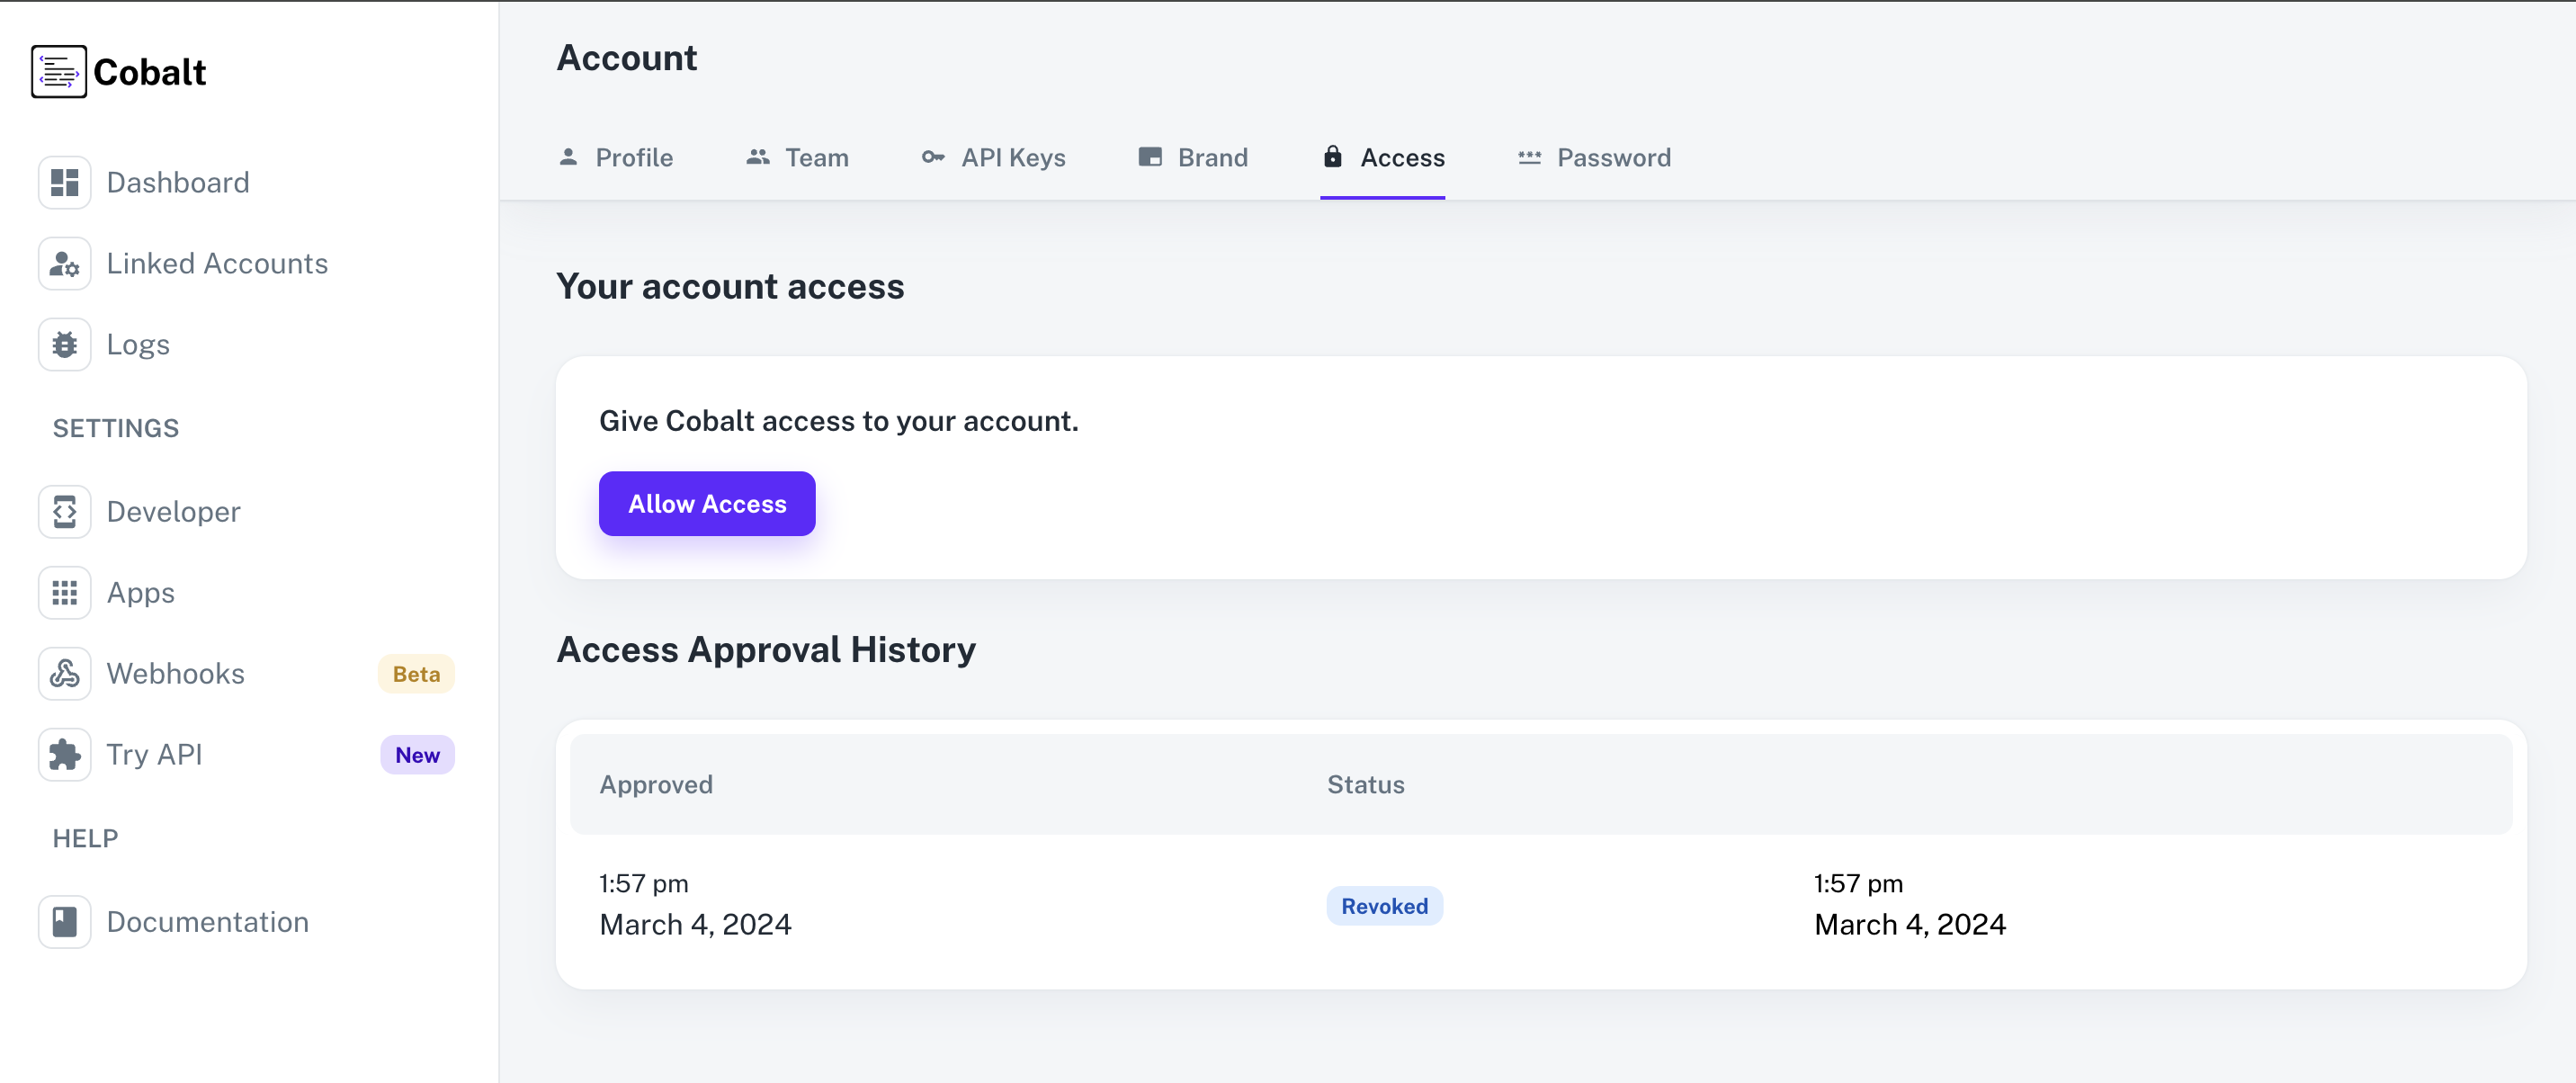 Cobalt
Dashboard
Linked Accounts
Logs
SETTINGS
Developer
Apps
Webhooks Beta
Try API New
HELP
Documentation
Account
Profile Team API Keys Brand Access *** Password
Your account access
Give Cobalt access to your account.
Allow Access
Access Approval History
Approved Status
1:57 pm
March 4, 2024
Revoked
1:57 pm
March 4, 2024